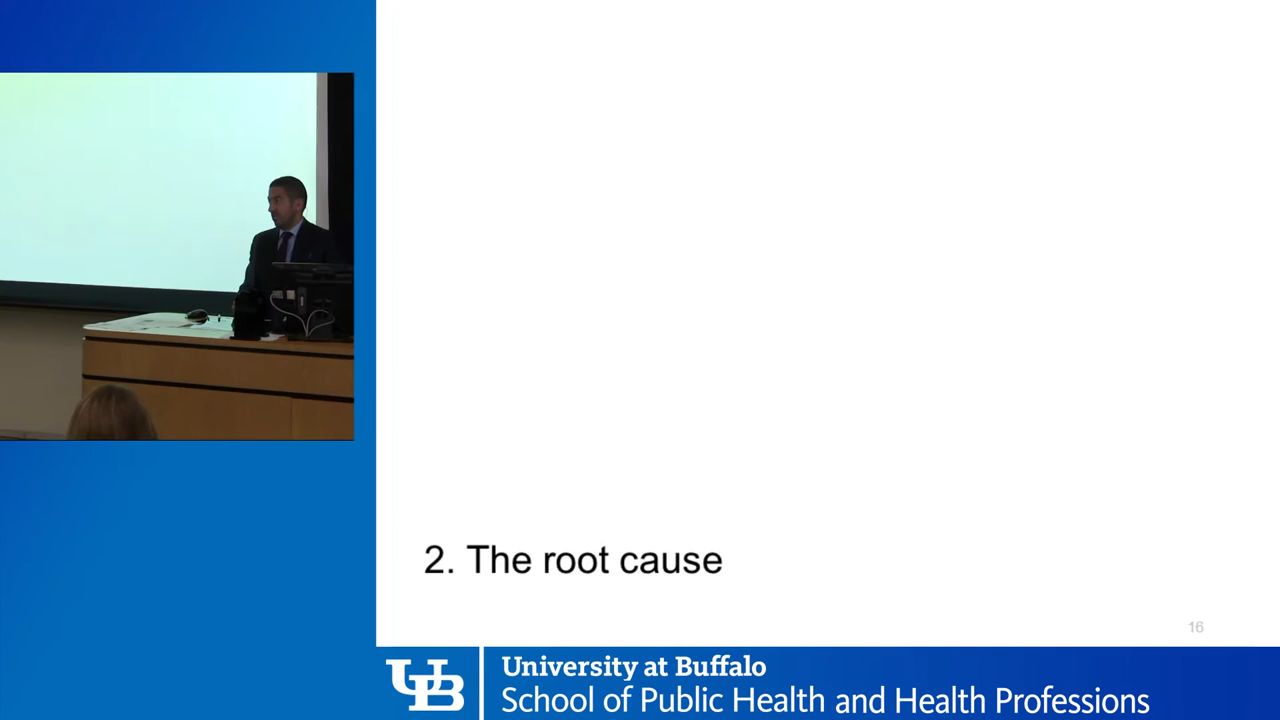 2. The root cause
16
UB
University at Buffalo
School of Public Health and Health Professions